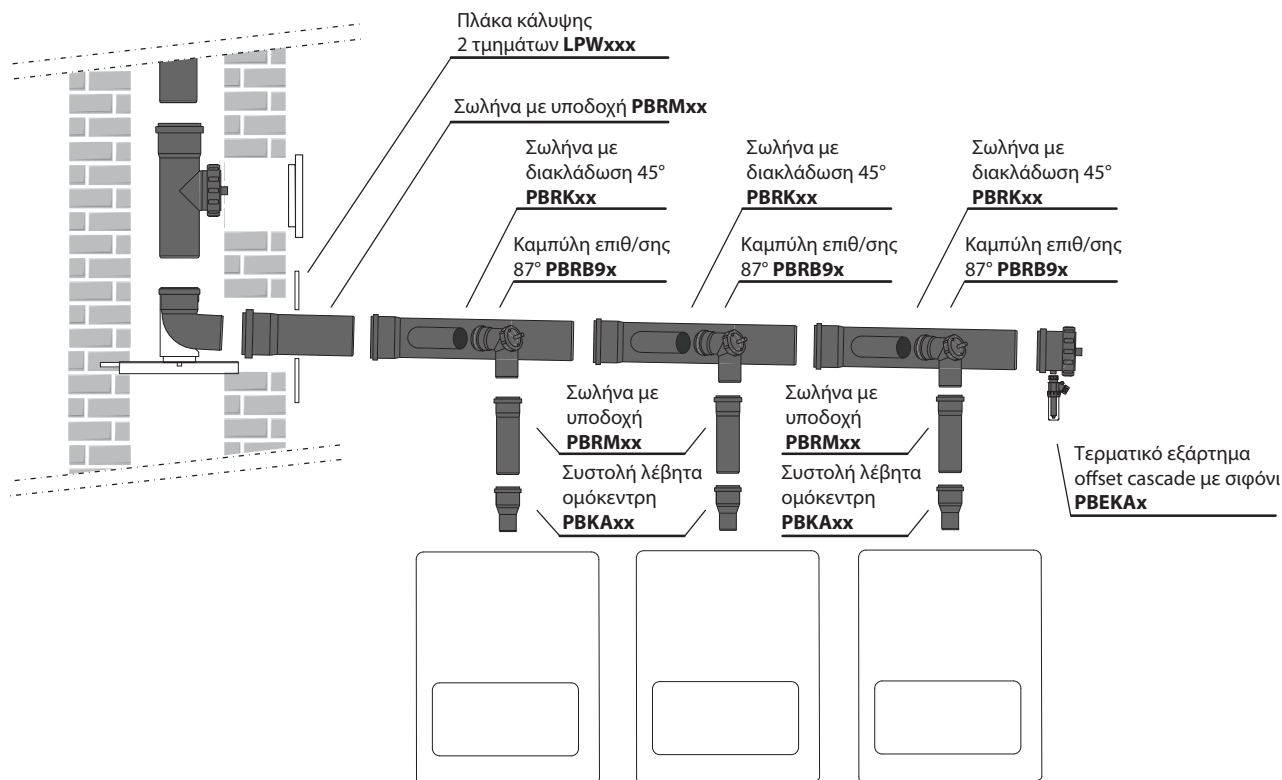 Πλάκα κάλυψης
2 τμημάτων LPWxxx
Σωλήνα με υποδοχή PBRMxx
Σωλήνα με
διακλάδωση 45°
PBRKxx
Σωλήνα με
διακλάδωση 45°
PBRKxx
Σωλήνα με
διακλάδωση 45°
PBRKxx
Καμπύλη επιθ/σης
87° PBRB9x
Καμπύλη επιθ/σης
87° PBRB9x
Καμπύλη επιθ/σης
87° PBRB9x
Σωλήνα με
υποδοχή
PBRMxx
Σωλήνα με
υποδοχή
PBRMxx
Συστολή λέβητα
ομόκεντρη
PBKAxx
Συστολή λέβητα
ομόκεντρη
PBKAxx
Τερματικό εξάρτημα
offset cascade με σιφόνι
PBEKAx